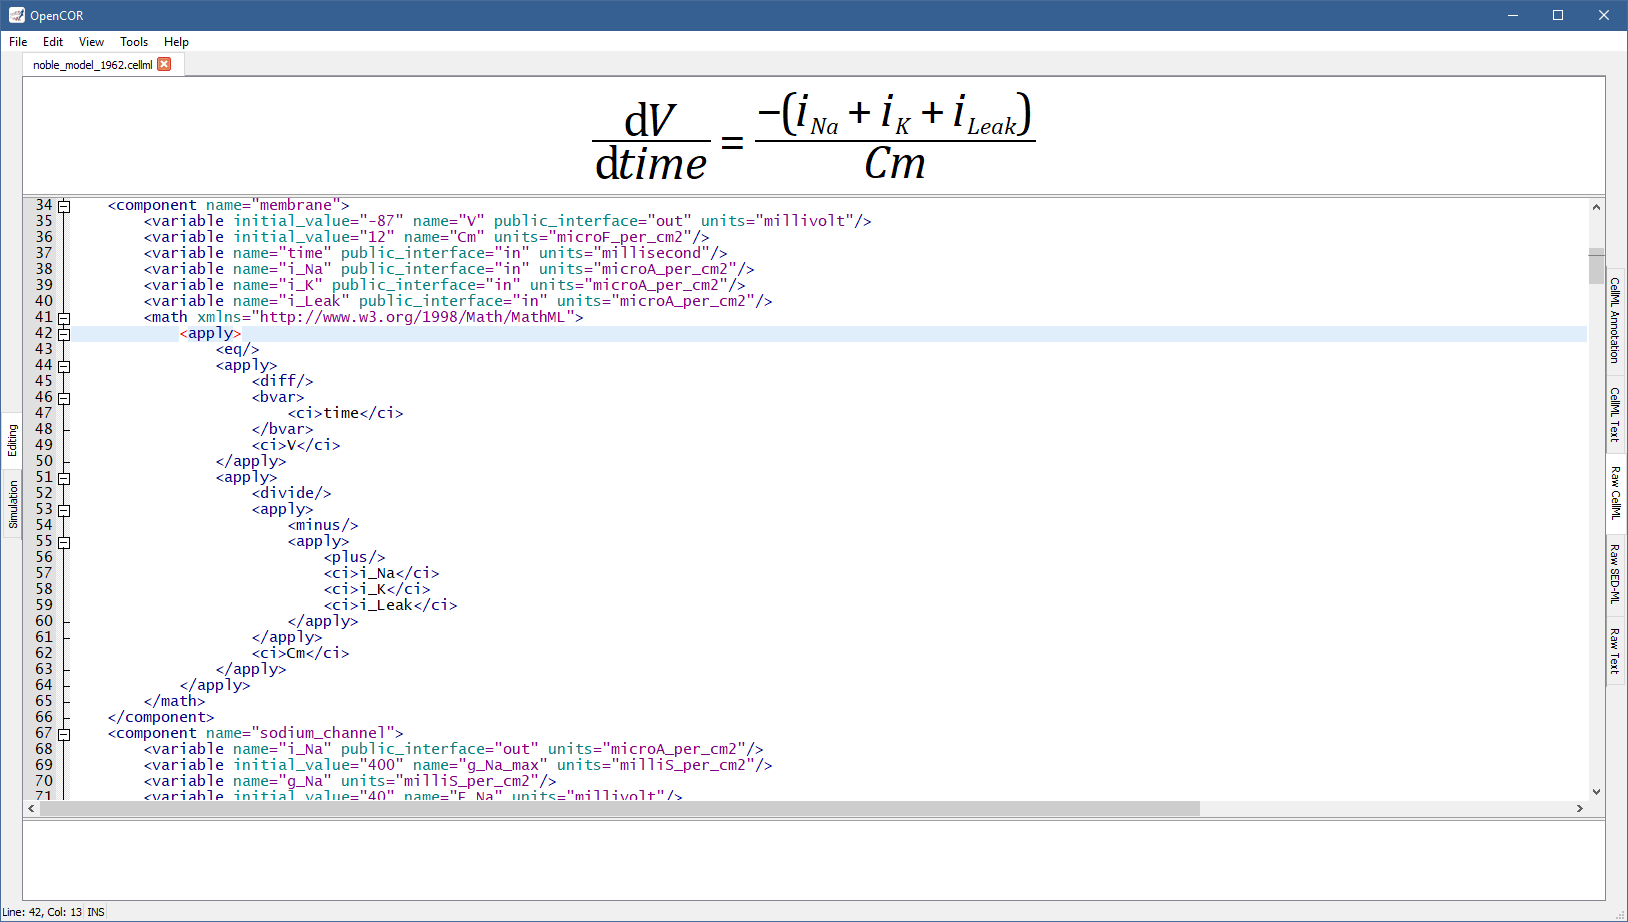 OpenCOR
File Edit View Tools Help
noble_model_1962.cellml
dV/dtime = −(i_Na + i_K + i_Leak)/Cm
34 <component name="membrane">
35 <variable initial_value="-87" name="V" public_interface="out" units="millivolt"/>
36 <variable initial_value="12" name="Cm" units="microF_per_cm2"/>
37 <variable name="time" public_interface="in" units="millisecond"/>
38 <variable name="i_Na" public_interface="in" units="microA_per_cm2"/>
39 <variable name="i_K" public_interface="in" units="microA_per_cm2"/>
40 <variable name="i_Leak" public_interface="in" units="microA_per_cm2"/>
41 <math xmlns="http://www.w3.org/1998/Math/MathML">
42 <apply>
43 <eq/>
44 <apply>
45 <diff/>
46 <bvar>
47 <ci>time</ci>
48 </bvar>
49 <ci>V</ci>
50 </apply>
51 <apply>
52 <divide/>
53 <apply>
54 <minus/>
55 <apply>
56 <plus/>
57 <ci>i_Na</ci>
58 <ci>i_K</ci>
59 <ci>i_Leak</ci>
60 </apply>
61 </apply>
62 <ci>Cm</ci>
63 </apply>
64 </apply>
65 </math>
66 </component>
67 <component name="sodium_channel">
68 <variable name="i_Na" public_interface="out" units="microA_per_cm2"/>
69 <variable initial_value="400" name="g_Na_max" units="milliS_per_cm2"/>
70 <variable name="g_Na" units="milliS_per_cm2"/>
71 <variable initial_value="40" name="E_Na" units="millivolt"/>
Editing
Simulation
CellML Annotation
CellML Text
Raw CellML
Raw SED-ML
Raw Text
Line: 42, Col: 13 INS